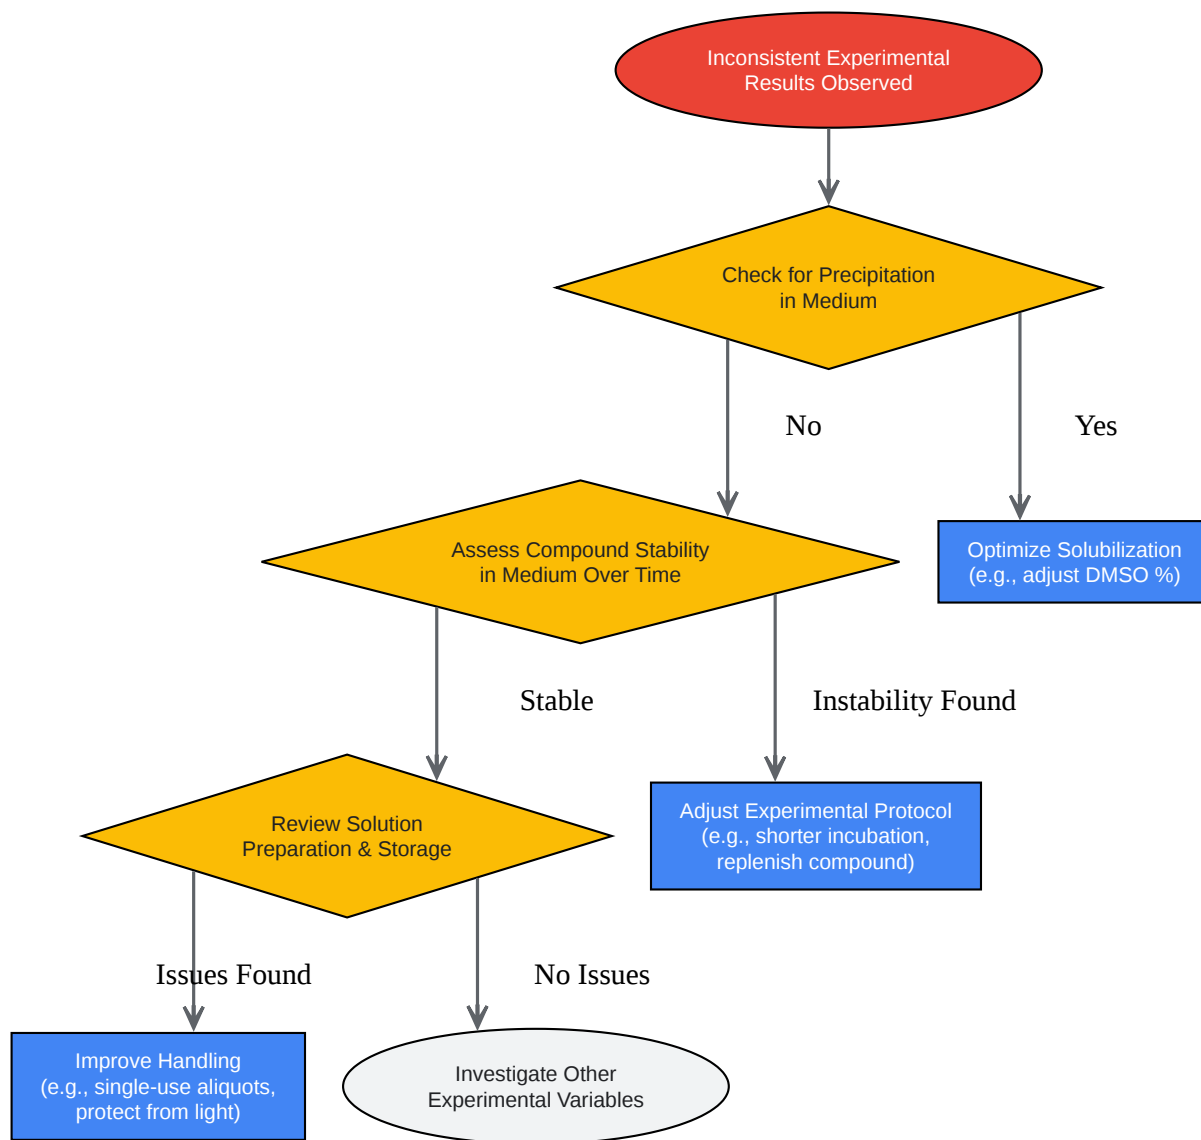 Inconsistent Experimental
Results Observed
Check for Precipitation
in Medium
No
Yes
Assess Compound Stability
in Medium Over Time
Optimize Solubilization
(e.g., adjust DMSO %)
Stable
Instability Found
Review Solution
Preparation & Storage
Adjust Experimental Protocol
(e.g., shorter incubation,
replenish compound)
Issues Found
No Issues
Improve Handling
(e.g., single-use aliquots,
protect from light)
Investigate Other
Experimental Variables